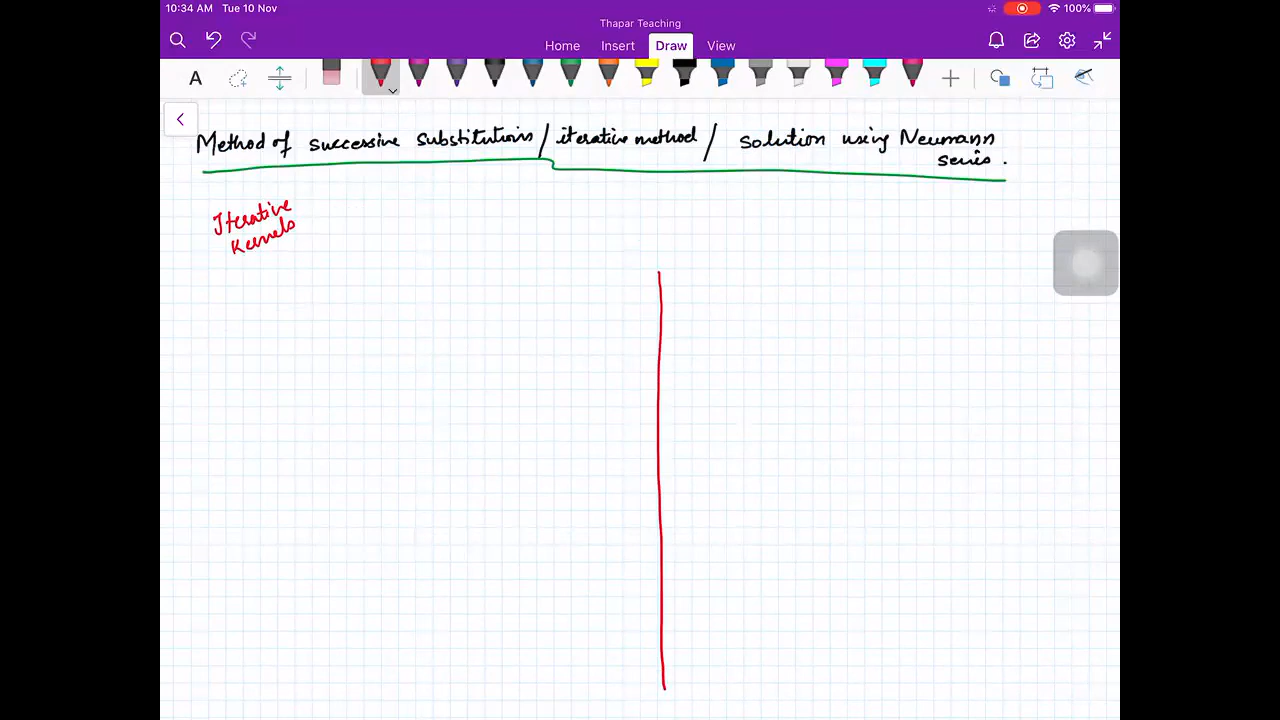 10:34 AM Tue 10 Nov
100%
Thapar Teaching
Home Insert Draw View
A
Method of successive substitutions / iterative method / solution using Neumann
series.
Iterative
Kernels